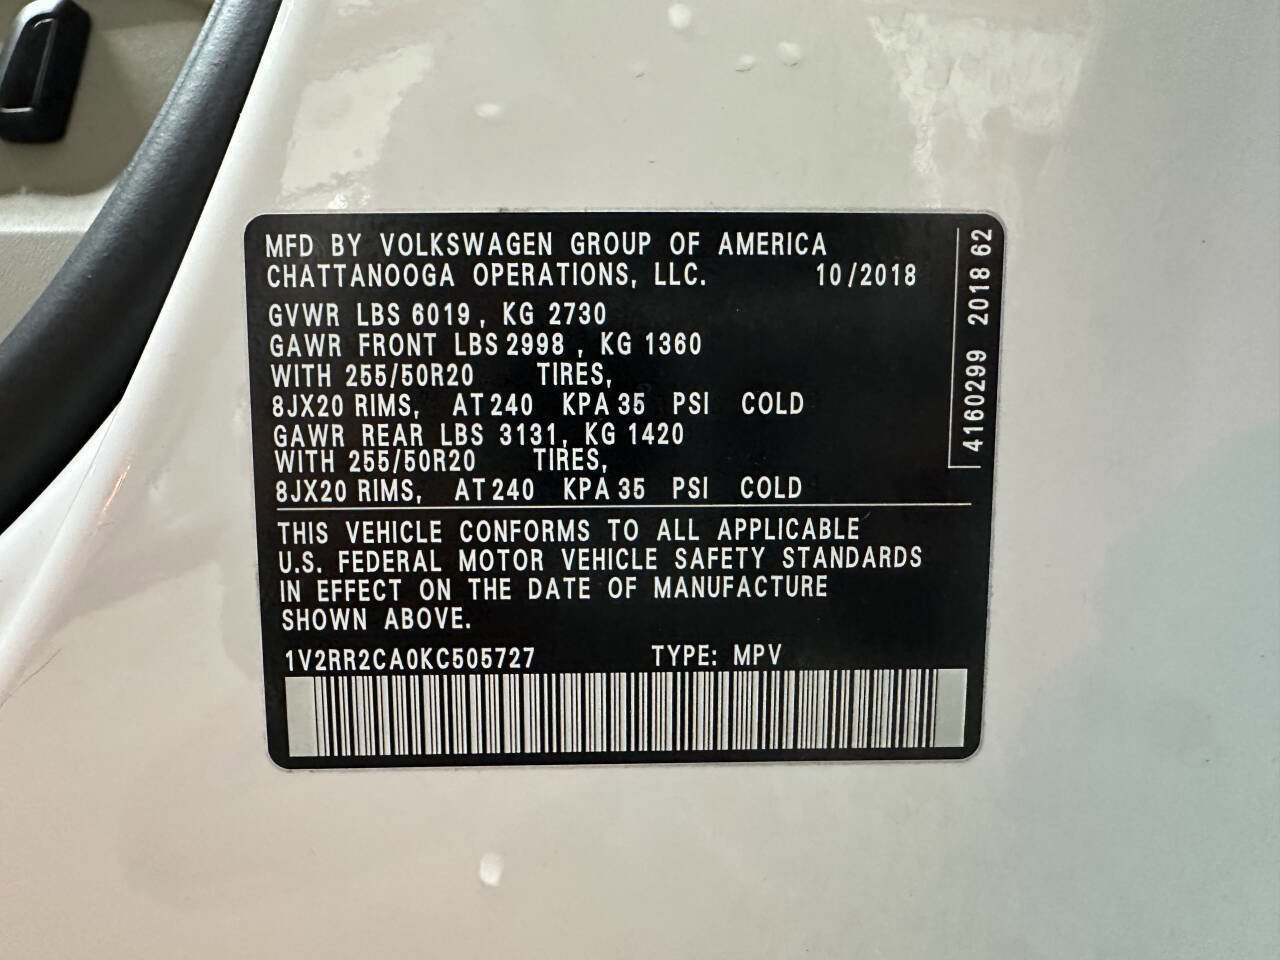 MFD BY VOLKSWAGEN GROUP OF AMERICA
CHATTANOOGA OPERATIONS, LLC. 10/2018
GVWR LBS 6019, KG 2730
GAWR FRONT LBS 2998, KG 1360
WITH 255/50R20 TIRES,
8JX20 RIMS, AT 240 KPA 35 PSI COLD
GAWR REAR LBS 3131, KG 1420
WITH 255/50R20 TIRES,
8JX20 RIMS, AT 240 KPA 35 PSI COLD
4160299 2018 62
THIS VEHICLE CONFORMS TO ALL APPLICABLE
U.S. FEDERAL MOTOR VEHICLE SAFETY STANDARDS
IN EFFECT ON THE DATE OF MANUFACTURE
SHOWN ABOVE.
1V2RR2CA0KC505727 TYPE: MPV